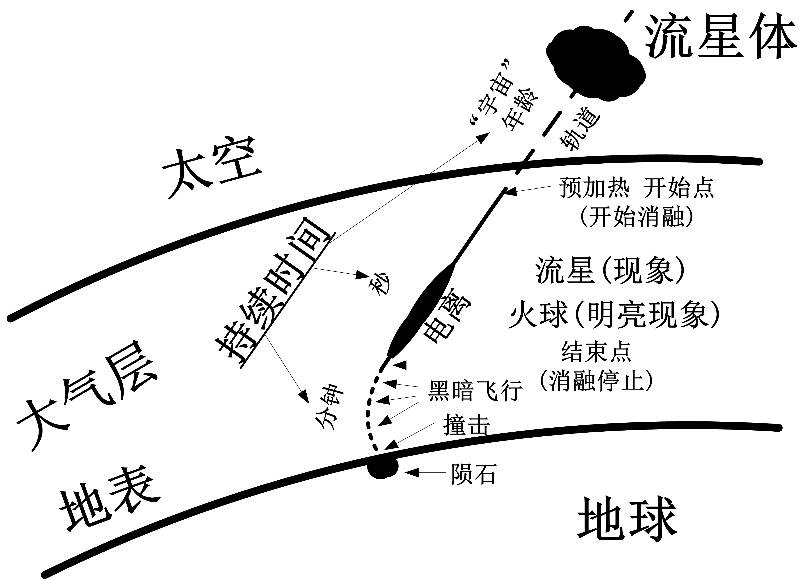 流星体
“宇宙”
年龄
轨道
太空
预加热 开始点
(开始消融)
持续时间
秒
流星(现象)
火球(明亮现象)
电离
结束点
(消融停止)
大气层
分钟
黑暗飞行
撞击
地表
陨石
地球